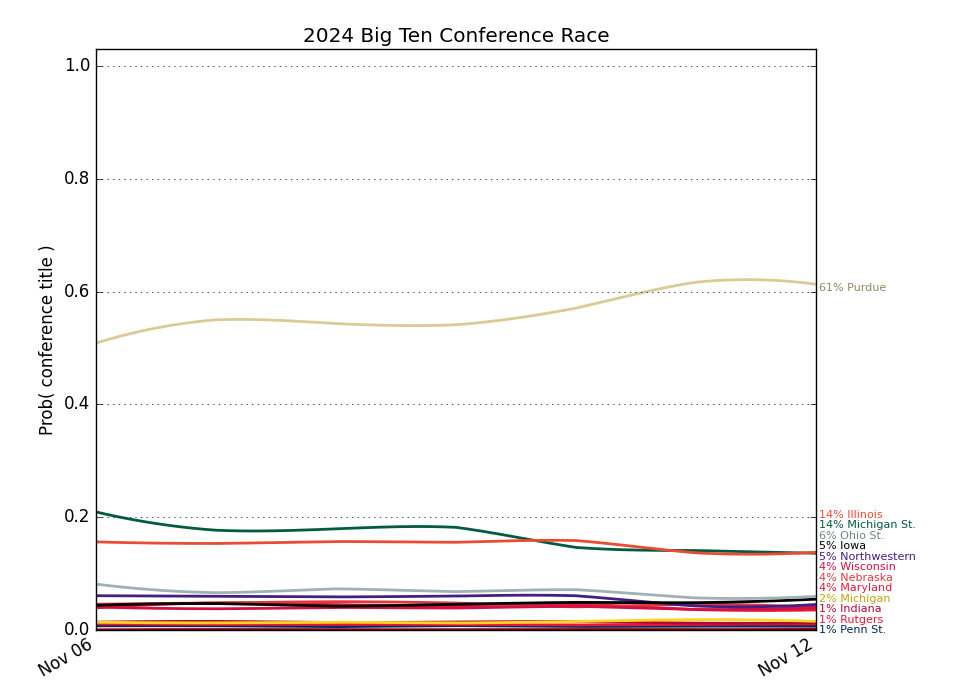 2024 Big Ten Conference Race
Prob( conference title )
1.0
0.8
0.6
0.4
0.2
0.0
Nov 06
Nov 12
61% Purdue
14% Illinois
14% Michigan St.
6% Ohio St.
5% Iowa
5% Northwestern
4% Wisconsin
4% Nebraska
4% Maryland
2% Michigan
1% Indiana
1% Rutgers
1% Penn St.